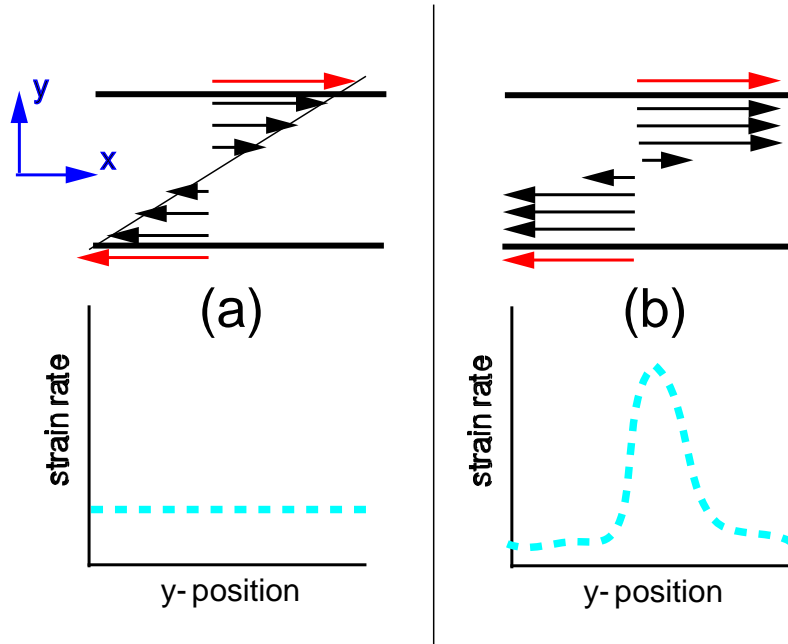 y
x
(a)
strain rate
y- position
(b)
strain rate
y- position